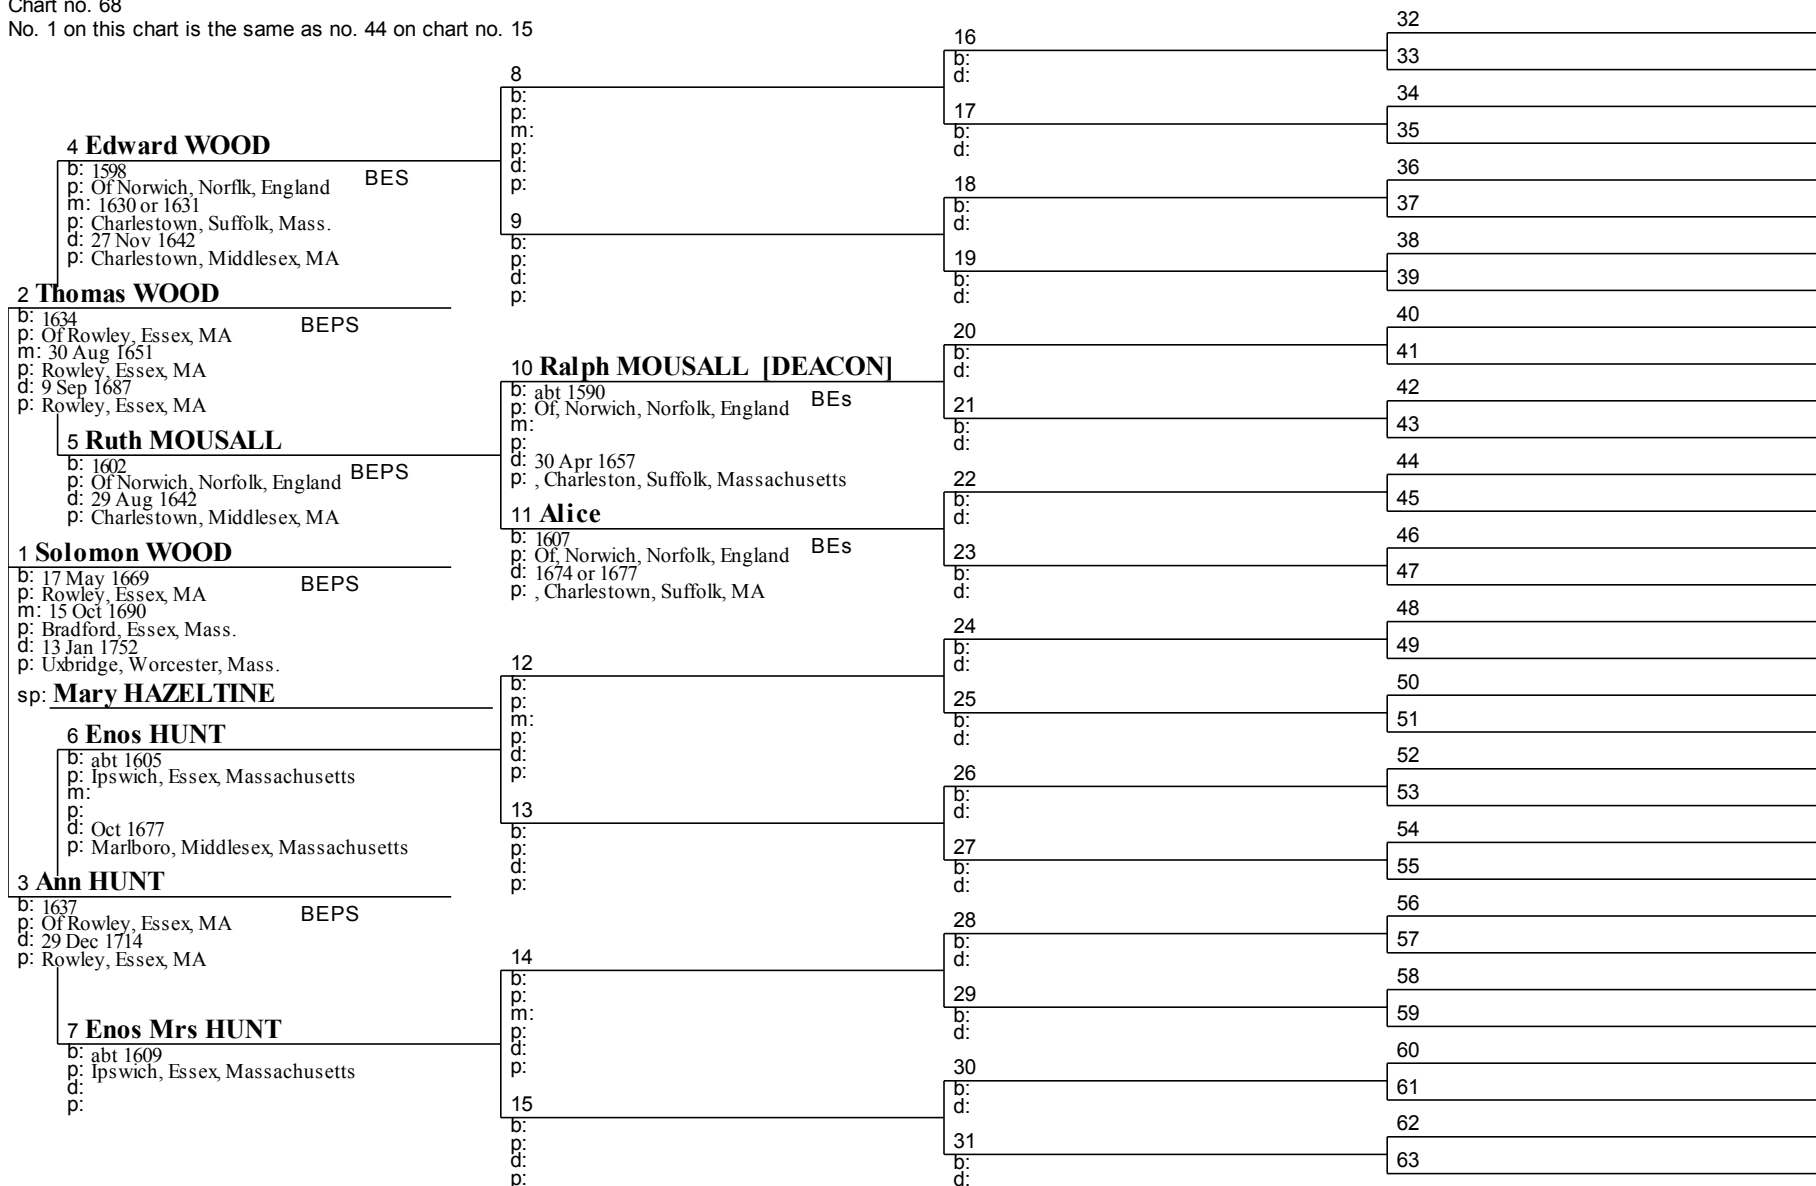 Chart no. 68
No. 1 on this chart is the same as no. 44 on chart no. 15
4 Edward WOOD
b: 1598
BES
p: Of Norwich, Norflk, England
m: 1630 or 1631
p: Charlestown, Suffolk, Mass.
d: 27 Nov 1642
p: Charlestown, Middlesex, MA
2 Thomas WOOD
b: 1634
BEPS
p: Of Rowley, Essex, MA
m: 30 Aug 1651
p: Rowley, Essex, MA
d: 9 Sep 1687
p: Rowley, Essex, MA
5 Ruth MOUSALL
b: 1602
BEPS
p: Of Norwich, Norfolk, England
d: 29 Aug 1642
p: Charlestown, Middlesex, MA
1 Solomon WOOD
b: 17 May 1669
BEPS
p: Rowley, Essex, MA
m: 15 Oct 1690
p: Bradford, Essex, Mass.
d: 13 Jan 1752
p: Uxbridge, Worcester, Mass.
sp: Mary HAZELTINE
6 Enos HUNT
b: abt 1605
p: Ipswich, Essex, Massachusetts
m:
p:
d: Oct 1677
p: Marlboro, Middlesex, Massachusetts
3 Ann HUNT
b: 1637
BEPS
p: Of Rowley, Essex, MA
d: 29 Dec 1714
p: Rowley, Essex, MA
7 Enos Mrs HUNT
b: abt 1609
p: Ipswich, Essex, Massachusetts
d:
p:
8
b:
p:
m:
p:
d:
p:
9
b:
p:
d:
p:
10 Ralph MOUSALL [DEACON]
b: abt 1590
BEs
p: Of, Norwich, Norfolk, England
m:
p:
d: 30 Apr 1657
p: , Charleston, Suffolk, Massachusetts
11 Alice
b: 1607
BEs
p: Of, Norwich, Norfolk, England
d: 1674 or 1677
p: , Charlestown, Suffolk, MA
12
b:
p:
m:
p:
d:
p:
13
b:
p:
d:
p:
14
b:
p:
m:
p:
d:
p:
15
b:
p:
d:
p:
16
b:
d:
17
b:
d:
18
b:
d:
19
b:
d:
20
b:
d:
21
b:
d:
22
b:
d:
23
b:
d:
24
b:
d:
25
b:
d:
26
b:
d:
27
b:
d:
28
b:
d:
29
b:
d:
30
b:
d:
31
b:
d:
32
33
34
35
36
37
38
39
40
41
42
43
44
45
46
47
48
49
50
51
52
53
54
55
56
57
58
59
60
61
62
63